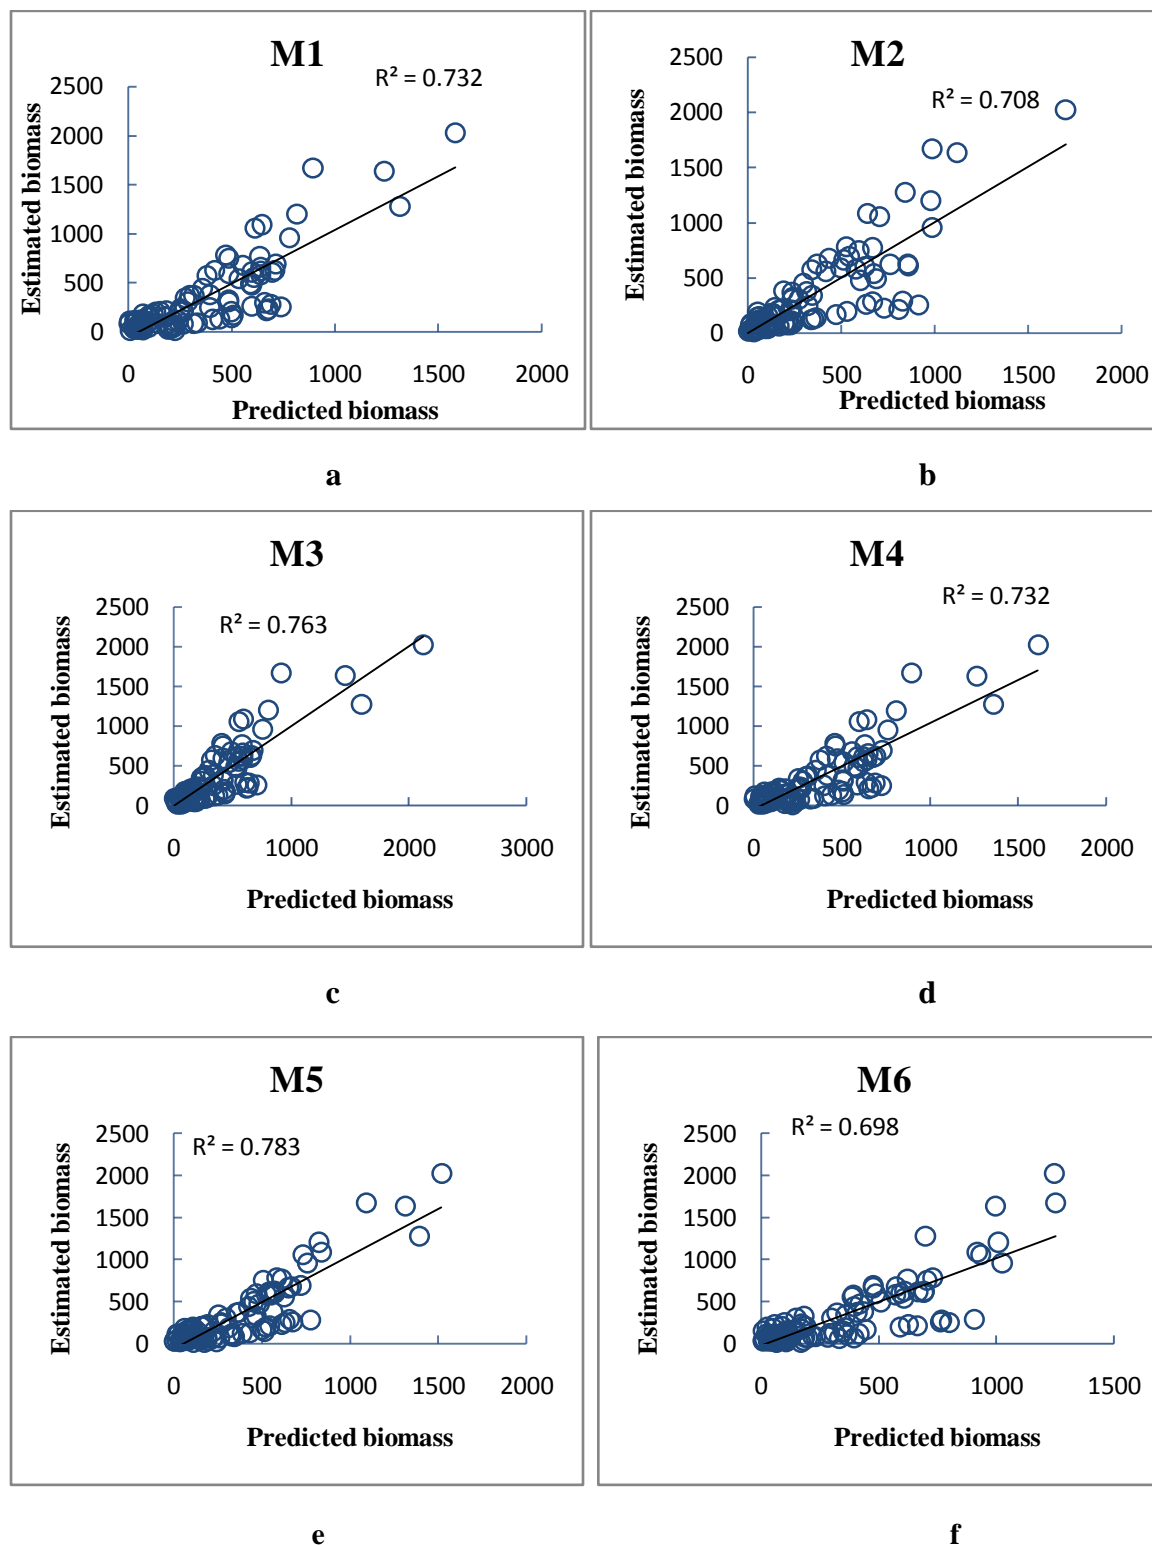 M1
R² = 0.732
2500
2000
1500
1000
500
0
Estimated biomass
0 500 1000 1500 2000
Predicted biomass
a
M2
R² = 0.708
2500
2000
1500
1000
500
0
Estimated biomass
0 500 1000 1500 2000
Predicted biomass
b
M3
R² = 0.763
2500
2000
1500
1000
500
0
Estimated biomass
0 1000 2000 3000
Predicted biomass
c
M4
R² = 0.732
2500
2000
1500
1000
500
0
Estimated biomass
0 500 1000 1500 2000
Predicted biomass
d
M5
R² = 0.783
2500
2000
1500
1000
500
0
Estimated biomass
0 500 1000 1500 2000
Predicted biomass
e
M6
R² = 0.698
2500
2000
1500
1000
500
0
Estimated biomass
0 500 1000 1500
Predicted biomass
f